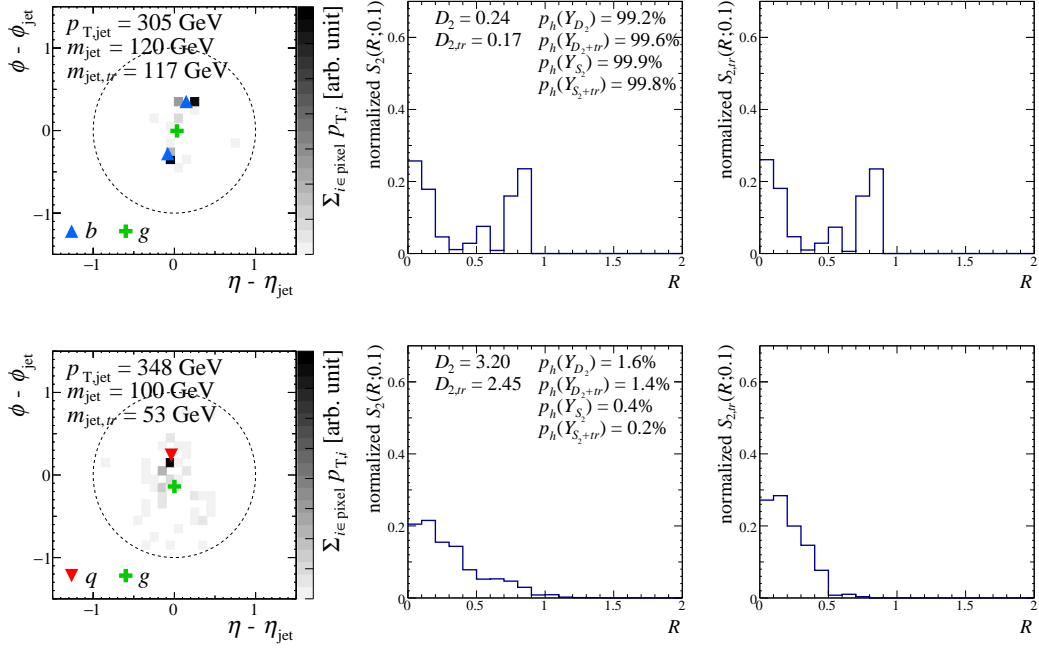 p_T,jet = 305 GeV
m_jet = 120 GeV
m_jet,tr = 117 GeV
1
0
−1
−1 0 1
b g
ϕ - ϕ_jet
η - η_jet
Σ_i∈pixel p_T,i [arb. unit]
normalized S_2(R;0.1)
D_2 = 0.24 p_h(Y_D_2) = 99.2%
D_2,tr = 0.17 p_h(Y_D_2+tr) = 99.6%
p_h(Y_S_2) = 99.9%
p_h(Y_S_2+tr) = 99.8%
0.6
0.4
0.2
0
0 0.5 1 1.5 2
R
normalized S_2,tr(R;0.1)
0.6
0.4
0.2
0
0 0.5 1 1.5 2
R
p_T,jet = 348 GeV
m_jet = 100 GeV
m_jet,tr = 53 GeV
1
0
−1
−1 0 1
q g
ϕ - ϕ_jet
η - η_jet
Σ_i∈pixel p_T,i [arb. unit]
normalized S_2(R;0.1)
D_2 = 3.20 p_h(Y_D_2) = 1.6%
D_2,tr = 2.45 p_h(Y_D_2+tr) = 1.4%
p_h(Y_S_2) = 0.4%
p_h(Y_S_2+tr) = 0.2%
0.6
0.4
0.2
0
0 0.5 1 1.5 2
R
normalized S_2,tr(R;0.1)
0.6
0.4
0.2
0
0 0.5 1 1.5 2
R